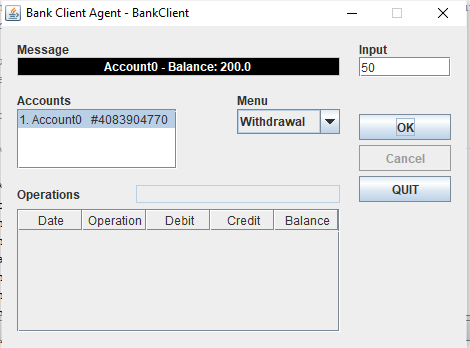 Bank Client Agent - BankClient
Message
Account0 - Balance: 200.0
Input
50
Accounts
1. Account0 #4083904770
Menu
Withdrawal
OK
Cancel
QUIT
Operations
Date Operation Debit Credit Balance